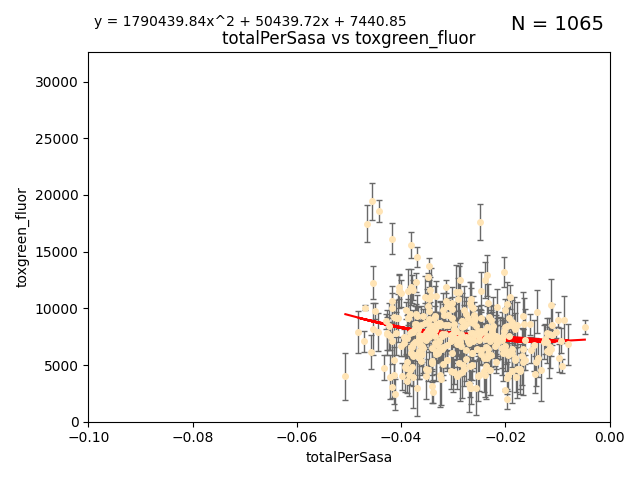 y = 1790439.84x^2 + 50439.72x + 7440.85
N = 1065
totalPerSasa vs toxgreen_fluor
30000
25000
20000
15000
10000
5000
0
toxgreen_fluor
−0.10
−0.08
−0.06
−0.04
−0.02
0.00
totalPerSasa